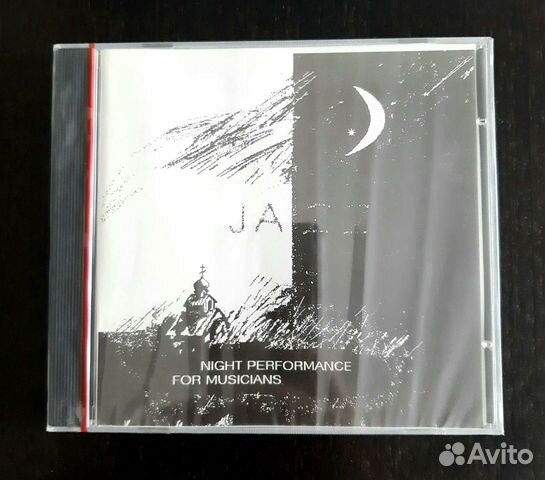 JA
NIGHT PERFORMANCE
FOR MUSICIANS
Avito